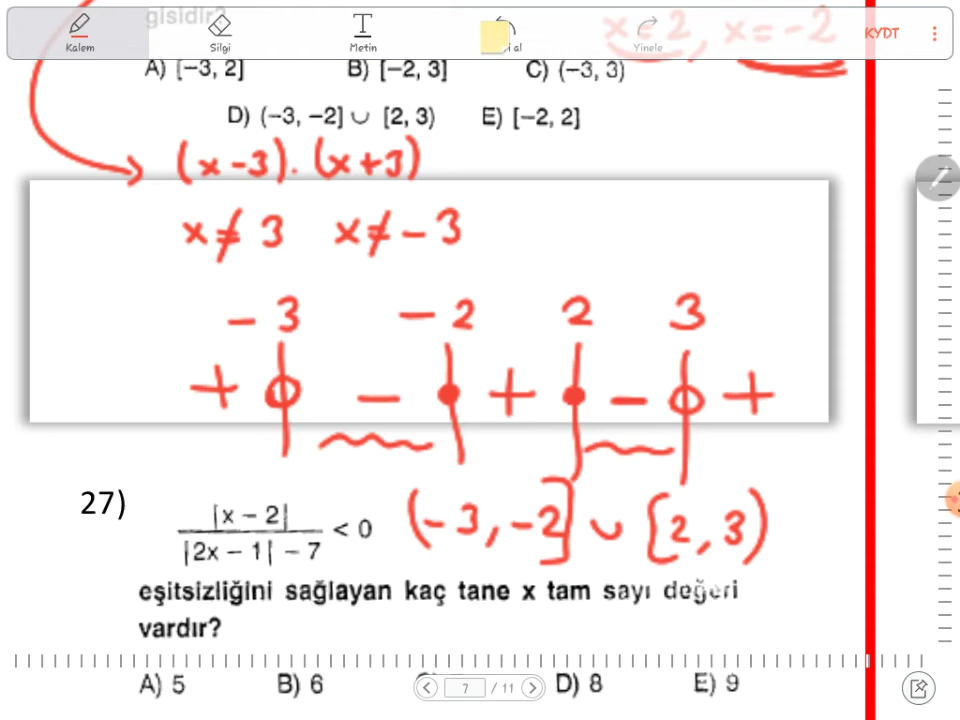 gisidir?
x=2, x=-2
KYDT
Kalem Silgi Metin al Yinele
A) [−3, 2] B) [−2, 3] C) (−3, 3)
D) (−3, −2] ∪ [2, 3) E) [−2, 2]
(x-3).(x+3)
x≠3 x≠-3
-3 -2 2 3
+ - + - +
27)
|x − 2| / |2x − 1| − 7 < 0
(-3,-2] ∪ [2,3)
eşitsizliğini sağlayan kaç tane x tam sayı değeri
vardır?
A) 5 B) 6 D) 8 E) 9
7 / 11